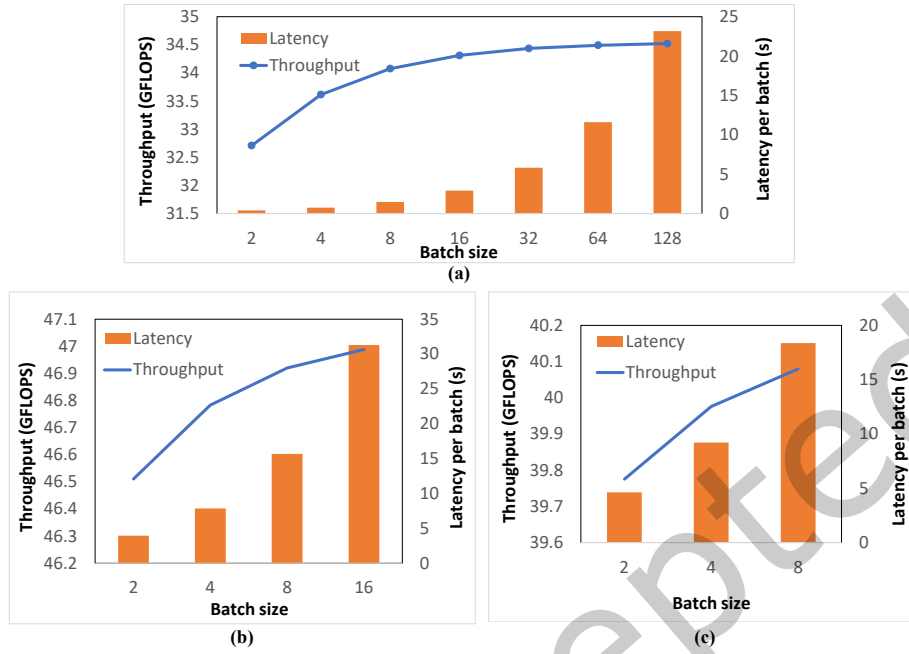 Throughput (GFLOPS)
35
34.5
34
33.5
33
32.5
32
31.5
Latency
Throughput
25
20
15
10
5
0
Latency per batch (s)
2 4 8 16 32 64 128
Batch size
(a)
Throughput (GFLOPS)
47.1
47
46.9
46.8
46.7
46.6
46.5
46.4
46.3
46.2
Latency
Throughput
35
30
25
20
15
10
5
0
Latency per batch (s)
2 4 8 16
Batch size
(b)
Throughput (GFLOPS)
40.2
40.1
40
39.9
39.8
39.7
39.6
Latency
Throughput
20
15
10
5
0
Latency per batch (s)
2 4 8
Batch size
(c)
epted